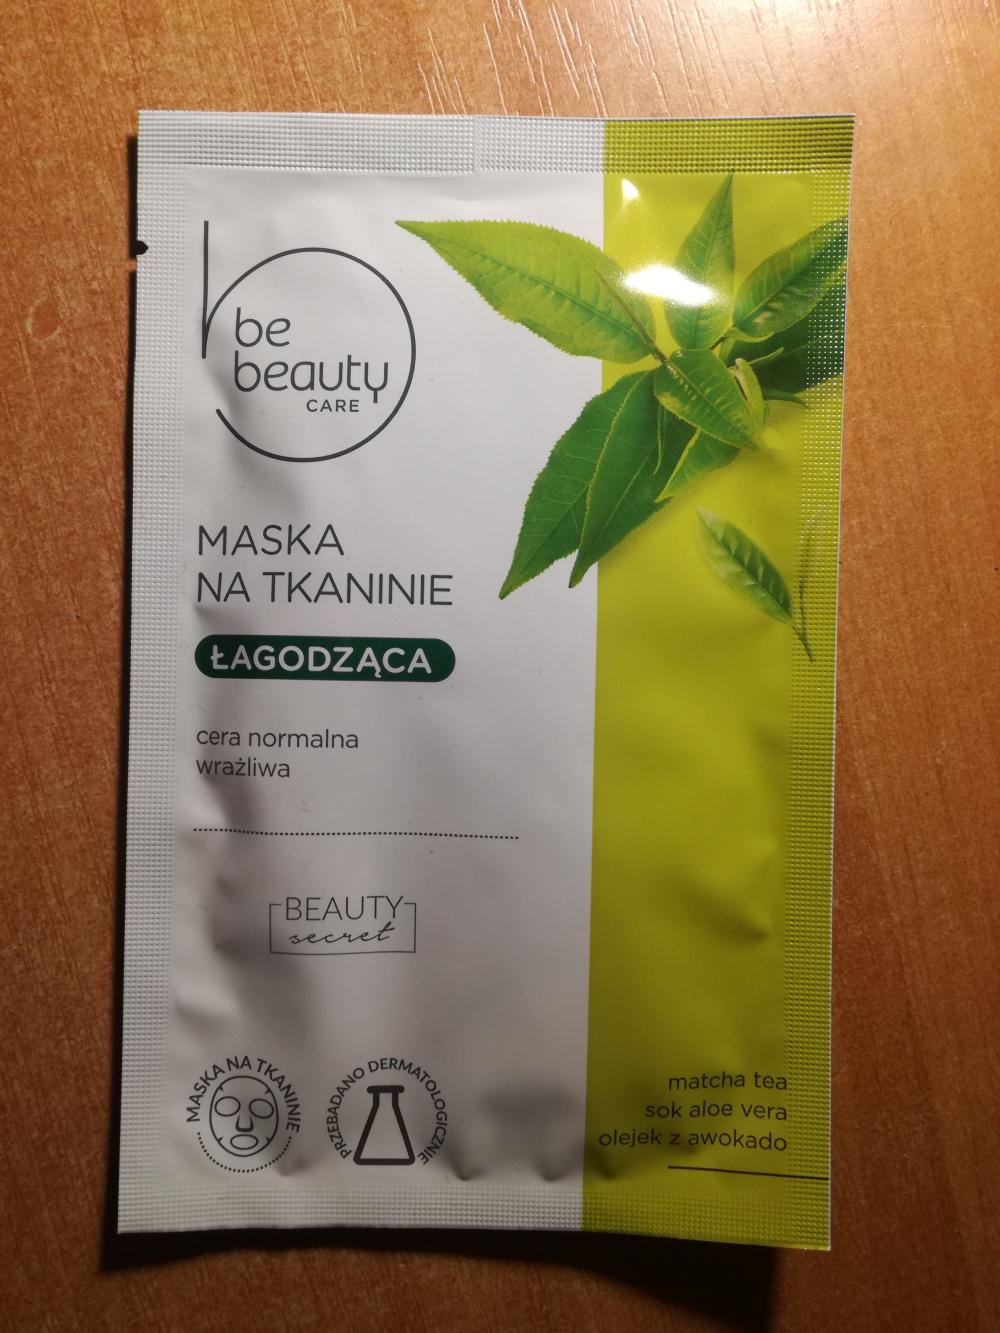 be
beauty
CARE
MASKA
NA TKANINIE
ŁAGODZĄCA
cera normalna
wrażliwa
BEAUTY
secret
MASKA NA TKANINIE
PRZEBADANO DERMATOLOGICZNIE
matcha tea
sok aloe vera
olejek z awokado